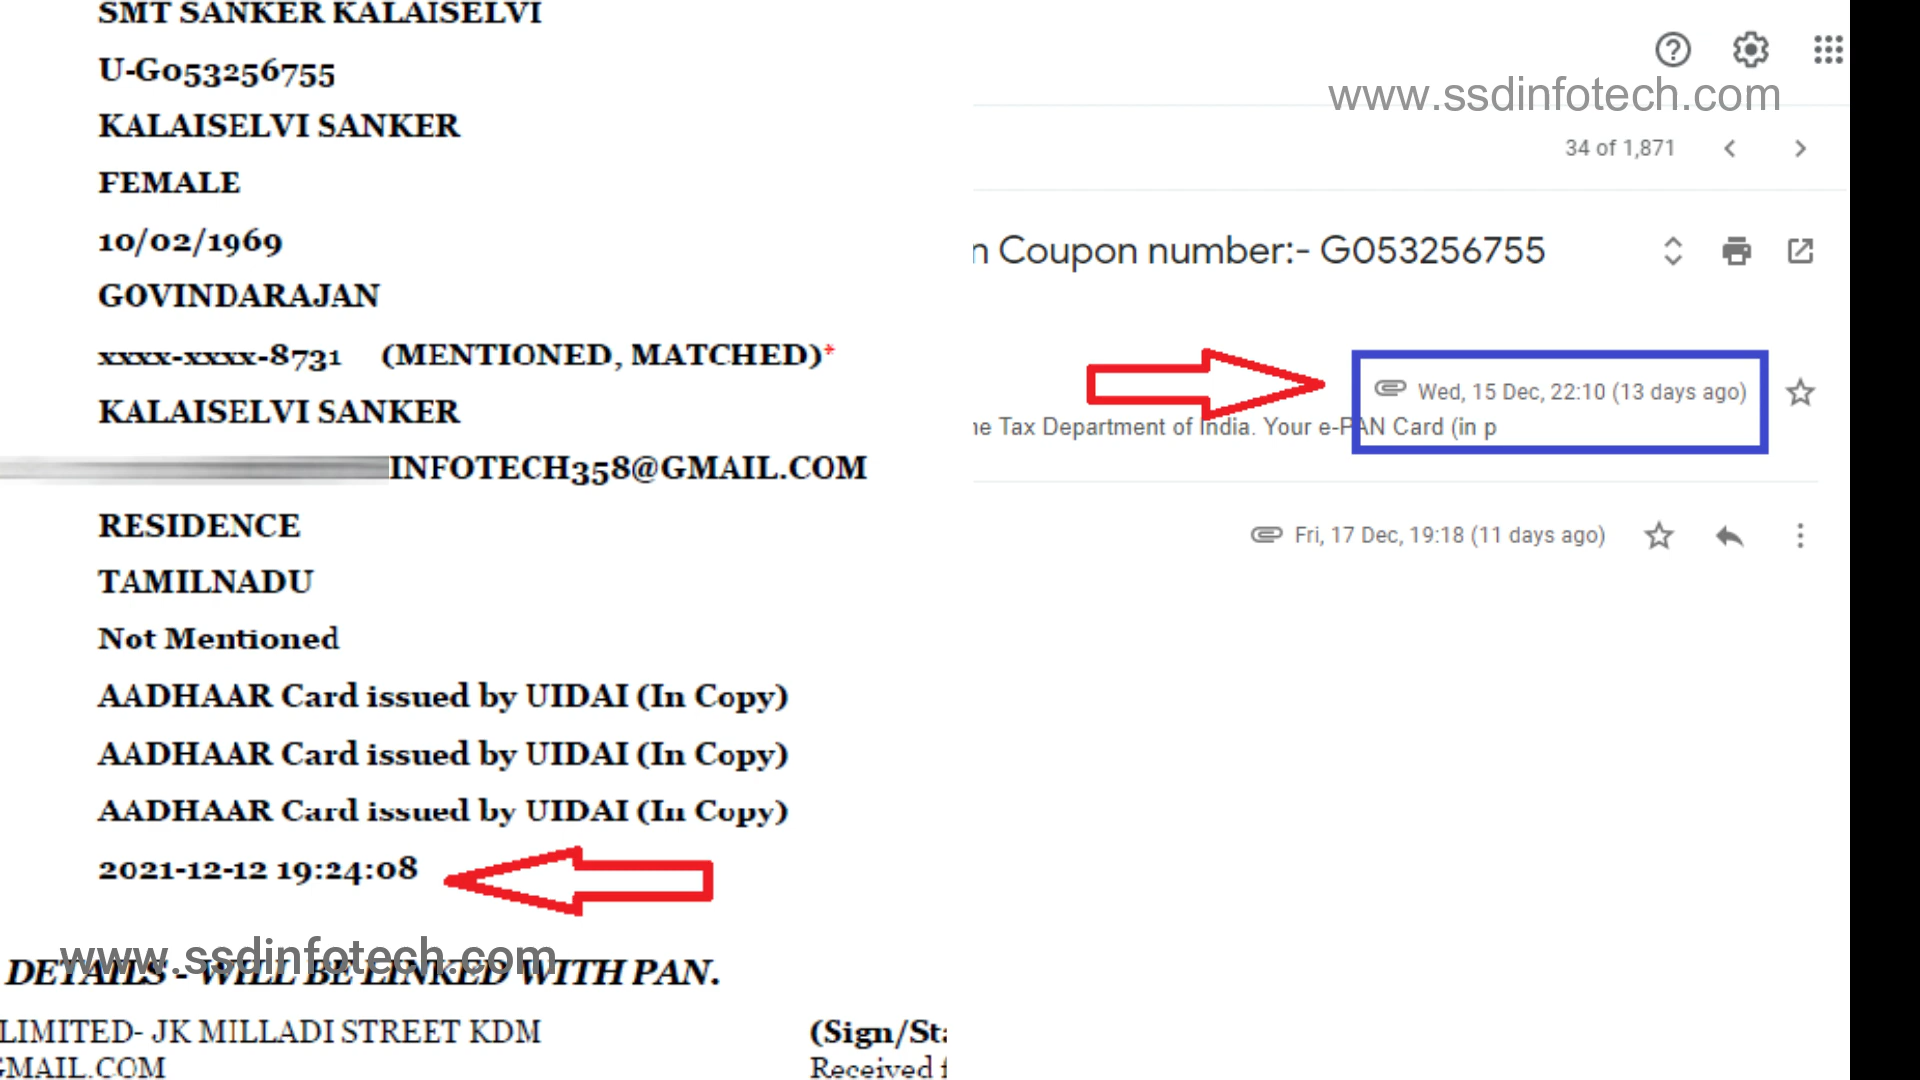 SMT SANKER KALAISELVI
U-G053256755
KALAISELVI SANKER
FEMALE
10/02/1969
GOVINDARAJAN
xxxx-xxxx-8731 (MENTIONED, MATCHED)*
KALAISELVI SANKER
INFOTECH358@GMAIL.COM
RESIDENCE
TAMILNADU
Not Mentioned
AADHAAR Card issued by UIDAI (In Copy)
AADHAAR Card issued by UIDAI (In Copy)
AADHAAR Card issued by UIDAI (In Copy)
2021-12-12 19:24:08
www.ssdinfotech.com
DETAILS - WILL BE LINKED WITH PAN.
LIMITED- JK MILLADI STREET KDM
GMAIL.COM
(Sign/Sta
Received f
www.ssdinfotech.com
34 of 1,871
n Coupon number:- G053256755
Wed, 15 Dec, 22:10 (13 days ago)
ne Tax Department of India. Your e-PAN Card (in p
Fri, 17 Dec, 19:18 (11 days ago)